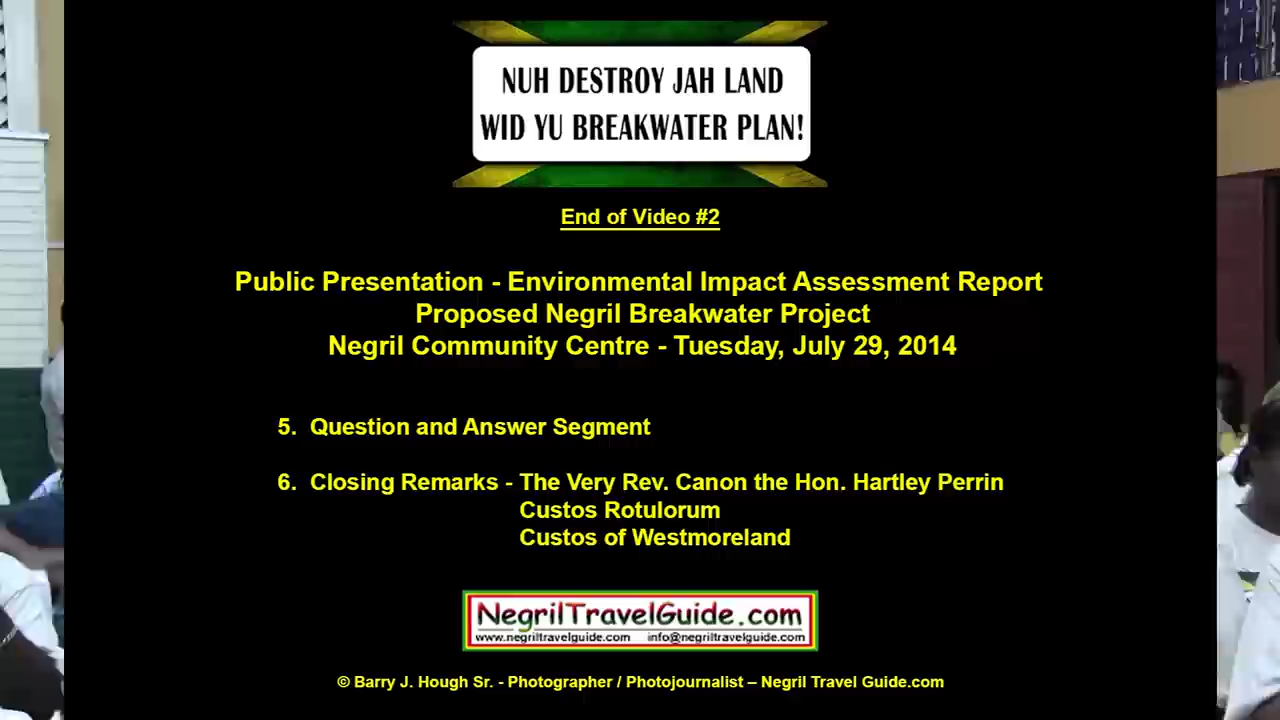 NUH DESTROY JAH LAND
WID YU BREAKWATER PLAN!
End of Video #2
Public Presentation - Environmental Impact Assessment Report
Proposed Negril Breakwater Project
Negril Community Centre - Tuesday, July 29, 2014
5. Question and Answer Segment
6. Closing Remarks - The Very Rev. Canon the Hon. Hartley Perrin
Custos Rotulorum
Custos of Westmoreland
NegrilTravelGuide.com
www.negriltravelguide.com info@negriltravelguide.com
© Barry J. Hough Sr. - Photographer / Photojournalist – Negril Travel Guide.com